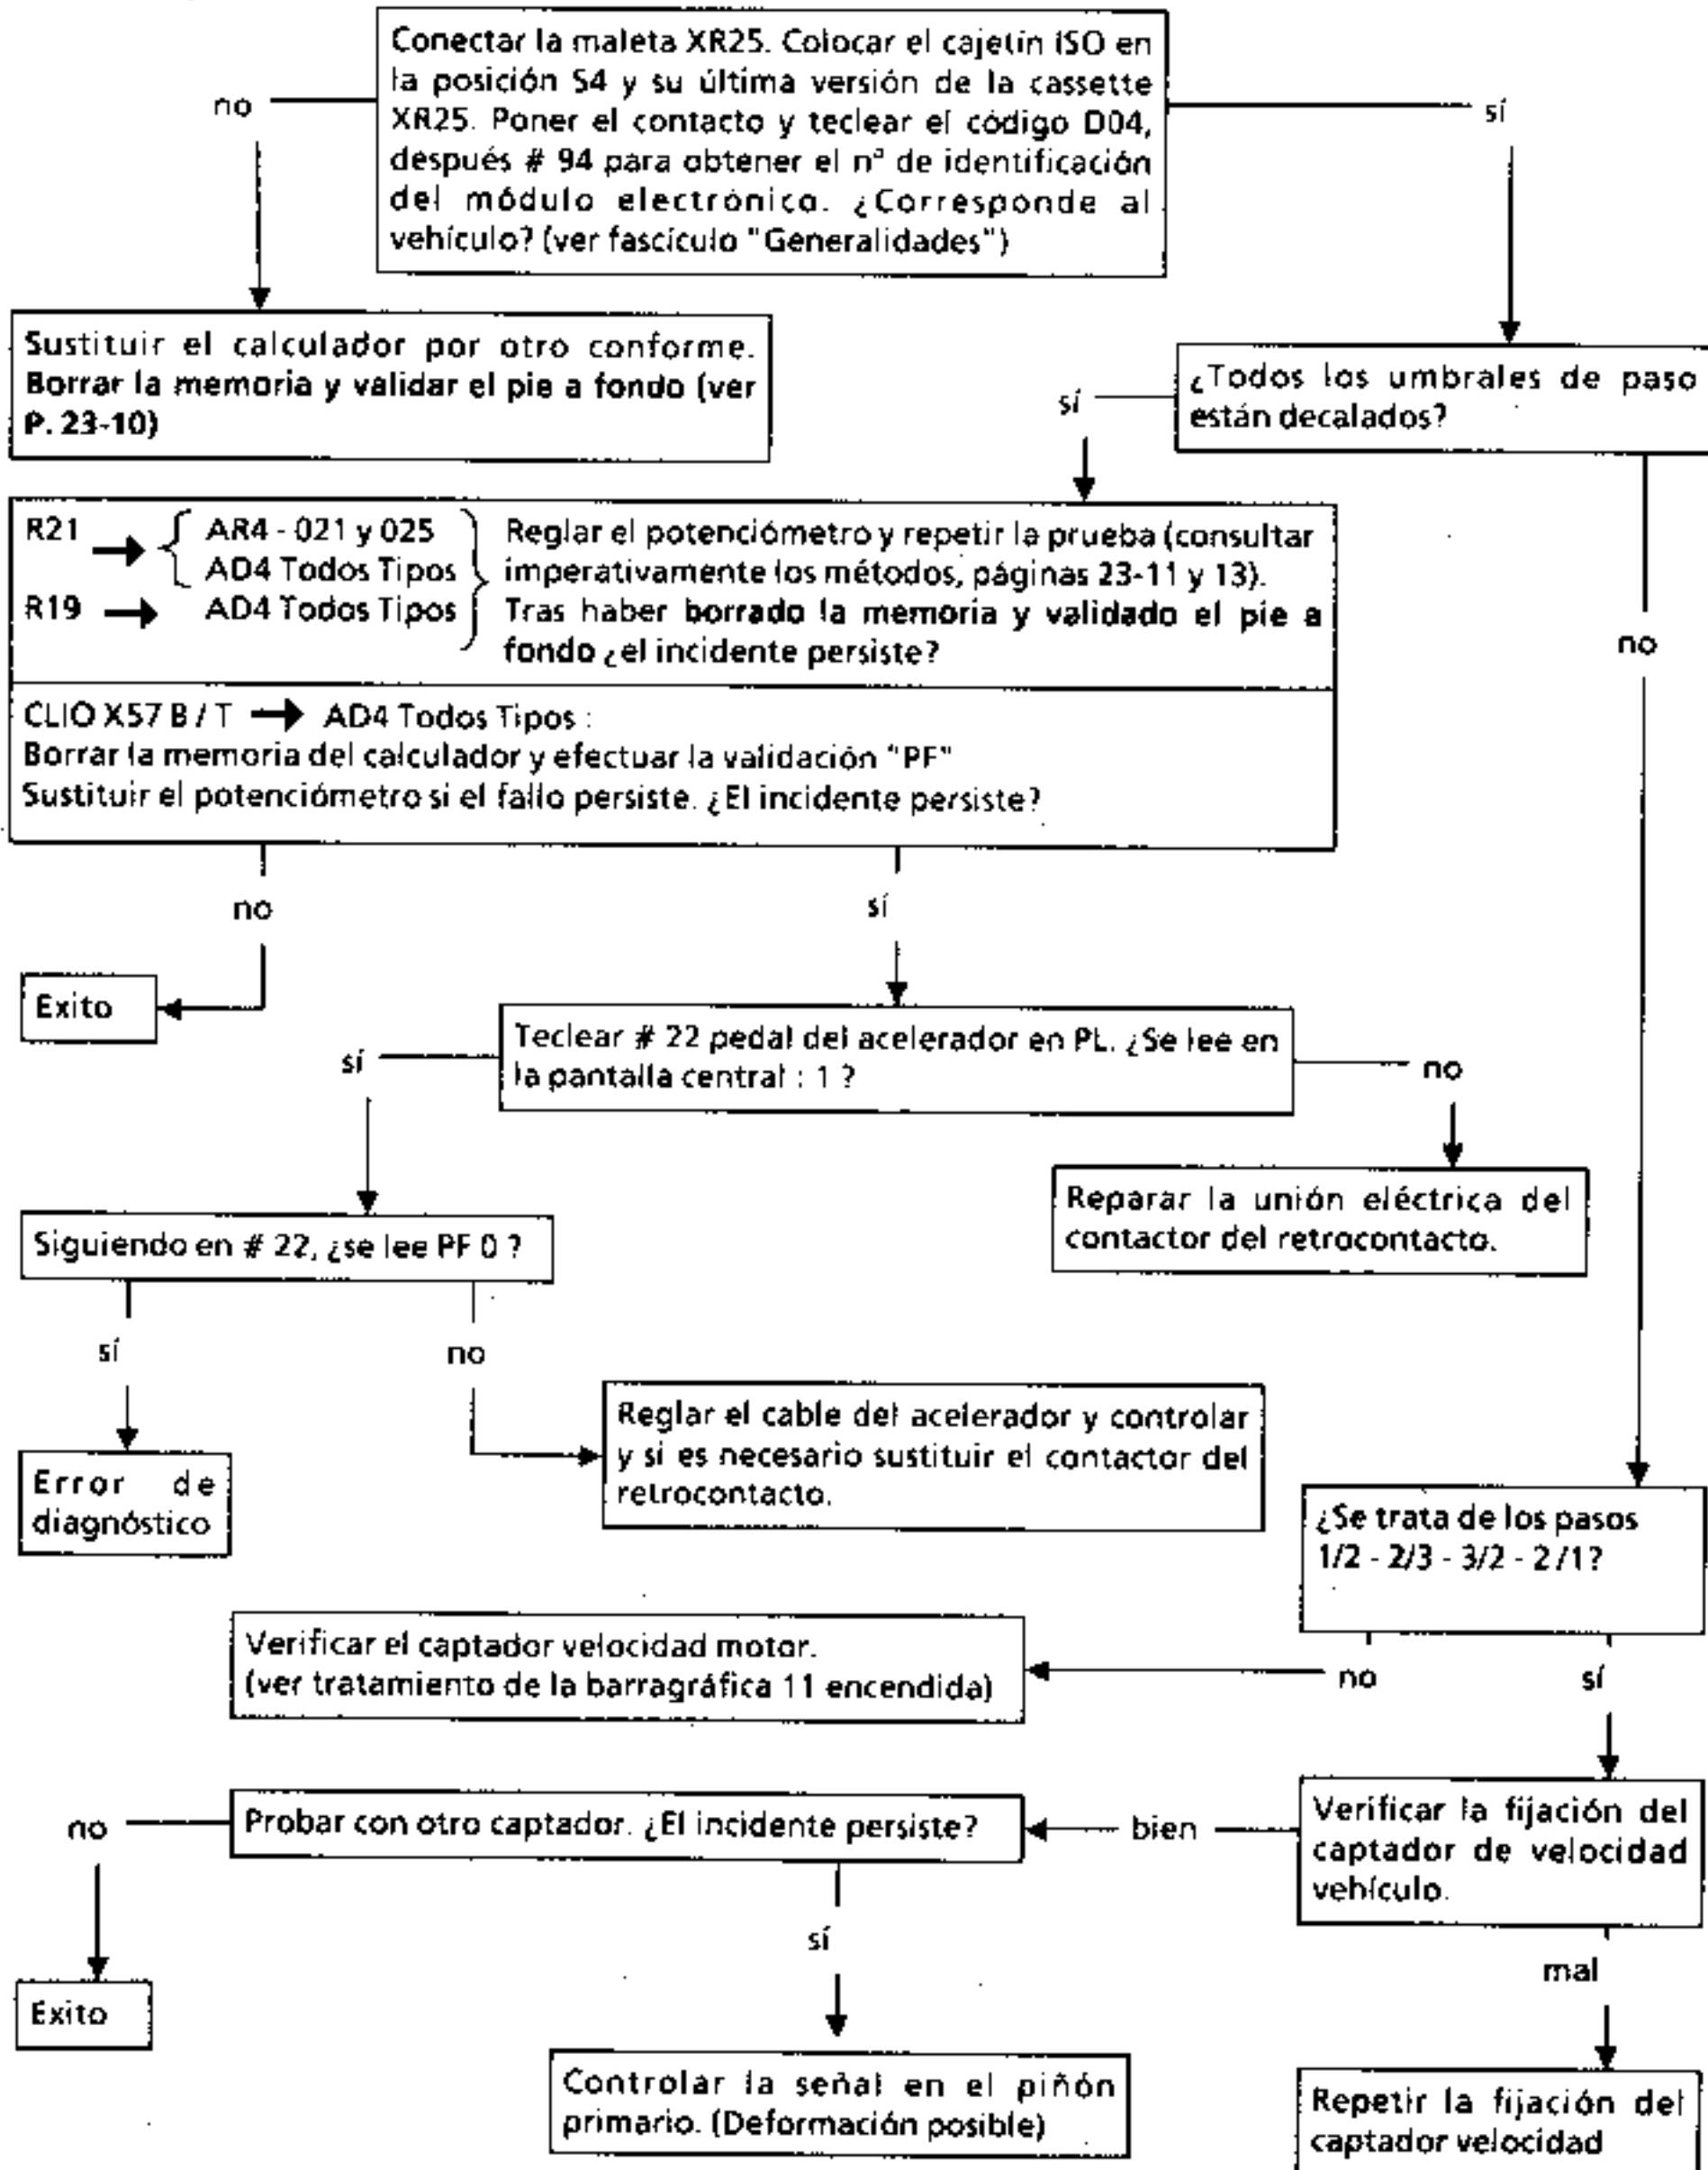 Conectar la maleta XR25. Colocar el cajetín ISO en
la posición S4 y su última versión de la cassette
XR25. Poner el contacto y teclear el código D04,
después # 94 para obtener el nº de identificación
del módulo electrónico. ¿Corresponde al
vehículo? (ver fascículo "Generalidades")
no
sí
Sustituir el calculador por otro conforme.
Borrar la memoria y validar el pie a fondo (ver
P. 23-10)
¿Todos los umbrales de paso
están decalados?
sí
no
R21 → { AR4 - 021 y 025
AD4 Todos Tipos
R19 → AD4 Todos Tipos }
Reglar el potenciómetro y repetir la prueba (consultar
imperativamente los métodos, páginas 23-11 y 13).
Tras haber borrado la memoria y validado el pie a
fondo ¿el incidente persiste?
CLIO X57 B / T → AD4 Todos Tipos :
Borrar la memoria del calculador y efectuar la validación "PF"
Sustituir el potenciómetro si el fallo persiste. ¿El incidente persiste?
no
sí
Exito
Teclear # 22 pedal del acelerador en PL. ¿Se lee en
la pantalla central : 1 ?
sí
no
Reparar la unión eléctrica del
contactor del retrocontacto.
Siguiendo en # 22, ¿se lee PF 0 ?
sí
no
Error de
diagnóstico
Reglar el cable del acelerador y controlar
y si es necesario sustituir el contactor del
retrocontacto.
¿Se trata de los pasos
1/2 - 2/3 - 3/2 - 2 /1?
no
sí
Verificar el captador velocidad motor.
(ver tratamiento de la barragráfica 11 encendida)
Verificar la fijación del
captador de velocidad
vehículo.
bien
mal
Probar con otro captador. ¿El incidente persiste?
no
sí
Exito
Controlar la señal en el piñón
primario. (Deformación posible)
Repetir la fijación del
captador velocidad